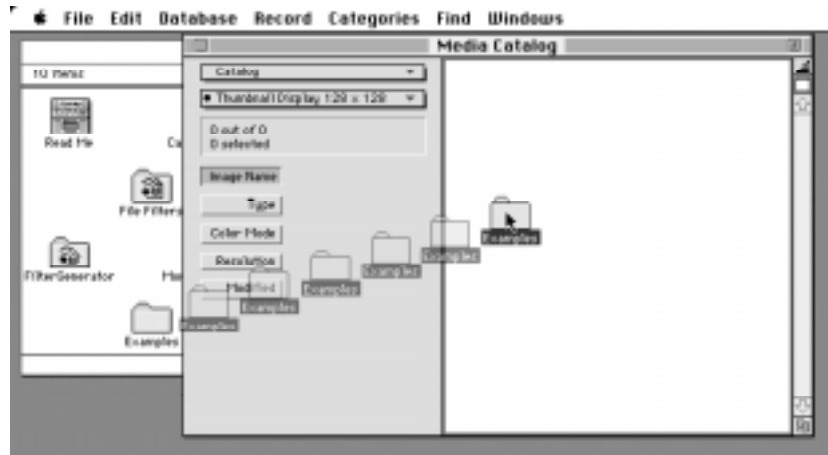 File Edit Database Record Categories Find Windows
Media Catalog
10 items
Catalog
Thumbnail Display 128 x 128
0 out of 0
0 selected
Read Me
Image Name
Type
File Filters
Color Mode
Examples
Resolution
Examples
Examples
FilterGenerator
Modified
Examples
Examples
Examples
Examples
Examples